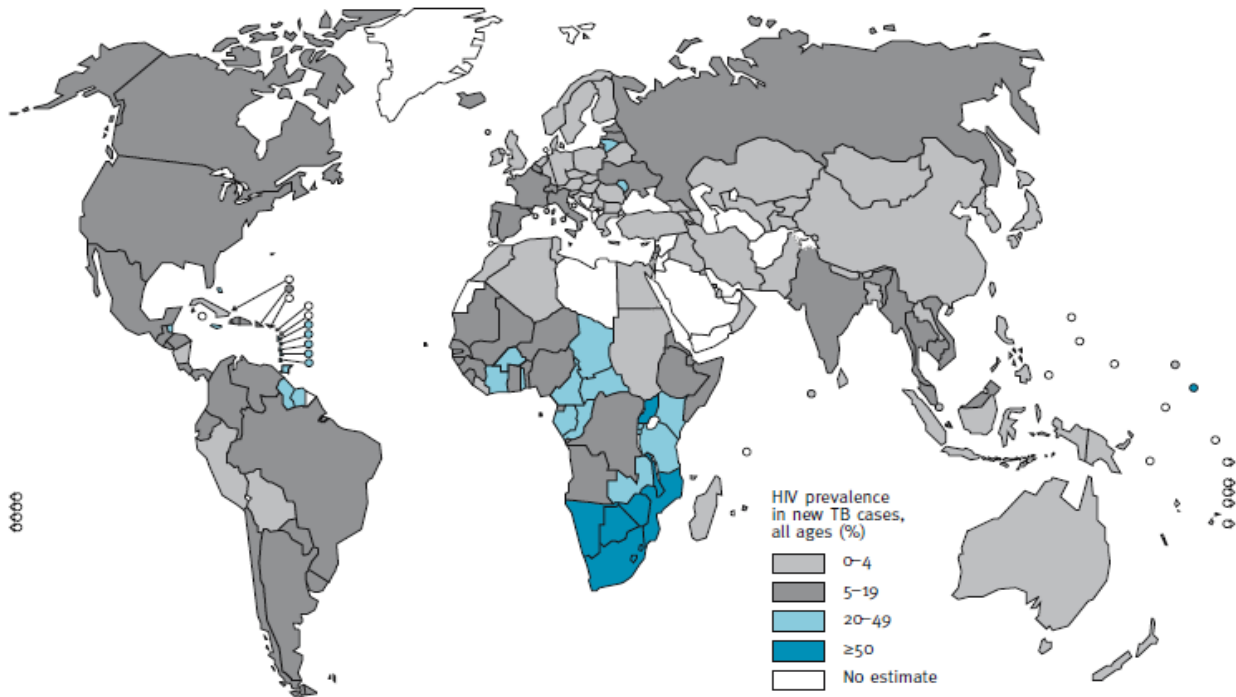 HIV prevalence
in new TB cases,
all ages (%)
0–4
5–19
20–49
≥50
No estimate